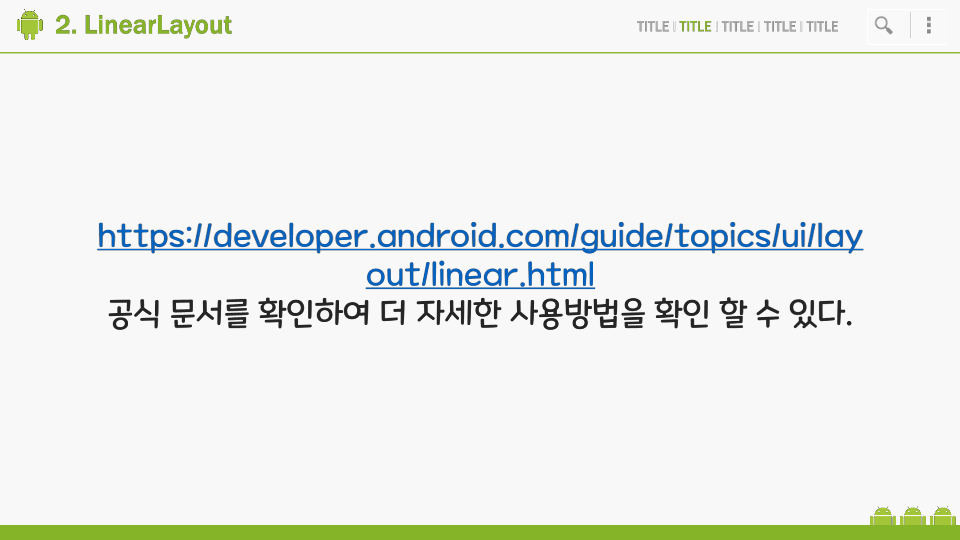 2. LinearLayout
TITLE | TITLE | TITLE | TITLE | TITLE
https://developer.android.com/guide/topics/ui/lay
out/linear.html
공식 문서를 확인하여 더 자세한 사용방법을 확인 할 수 있다.